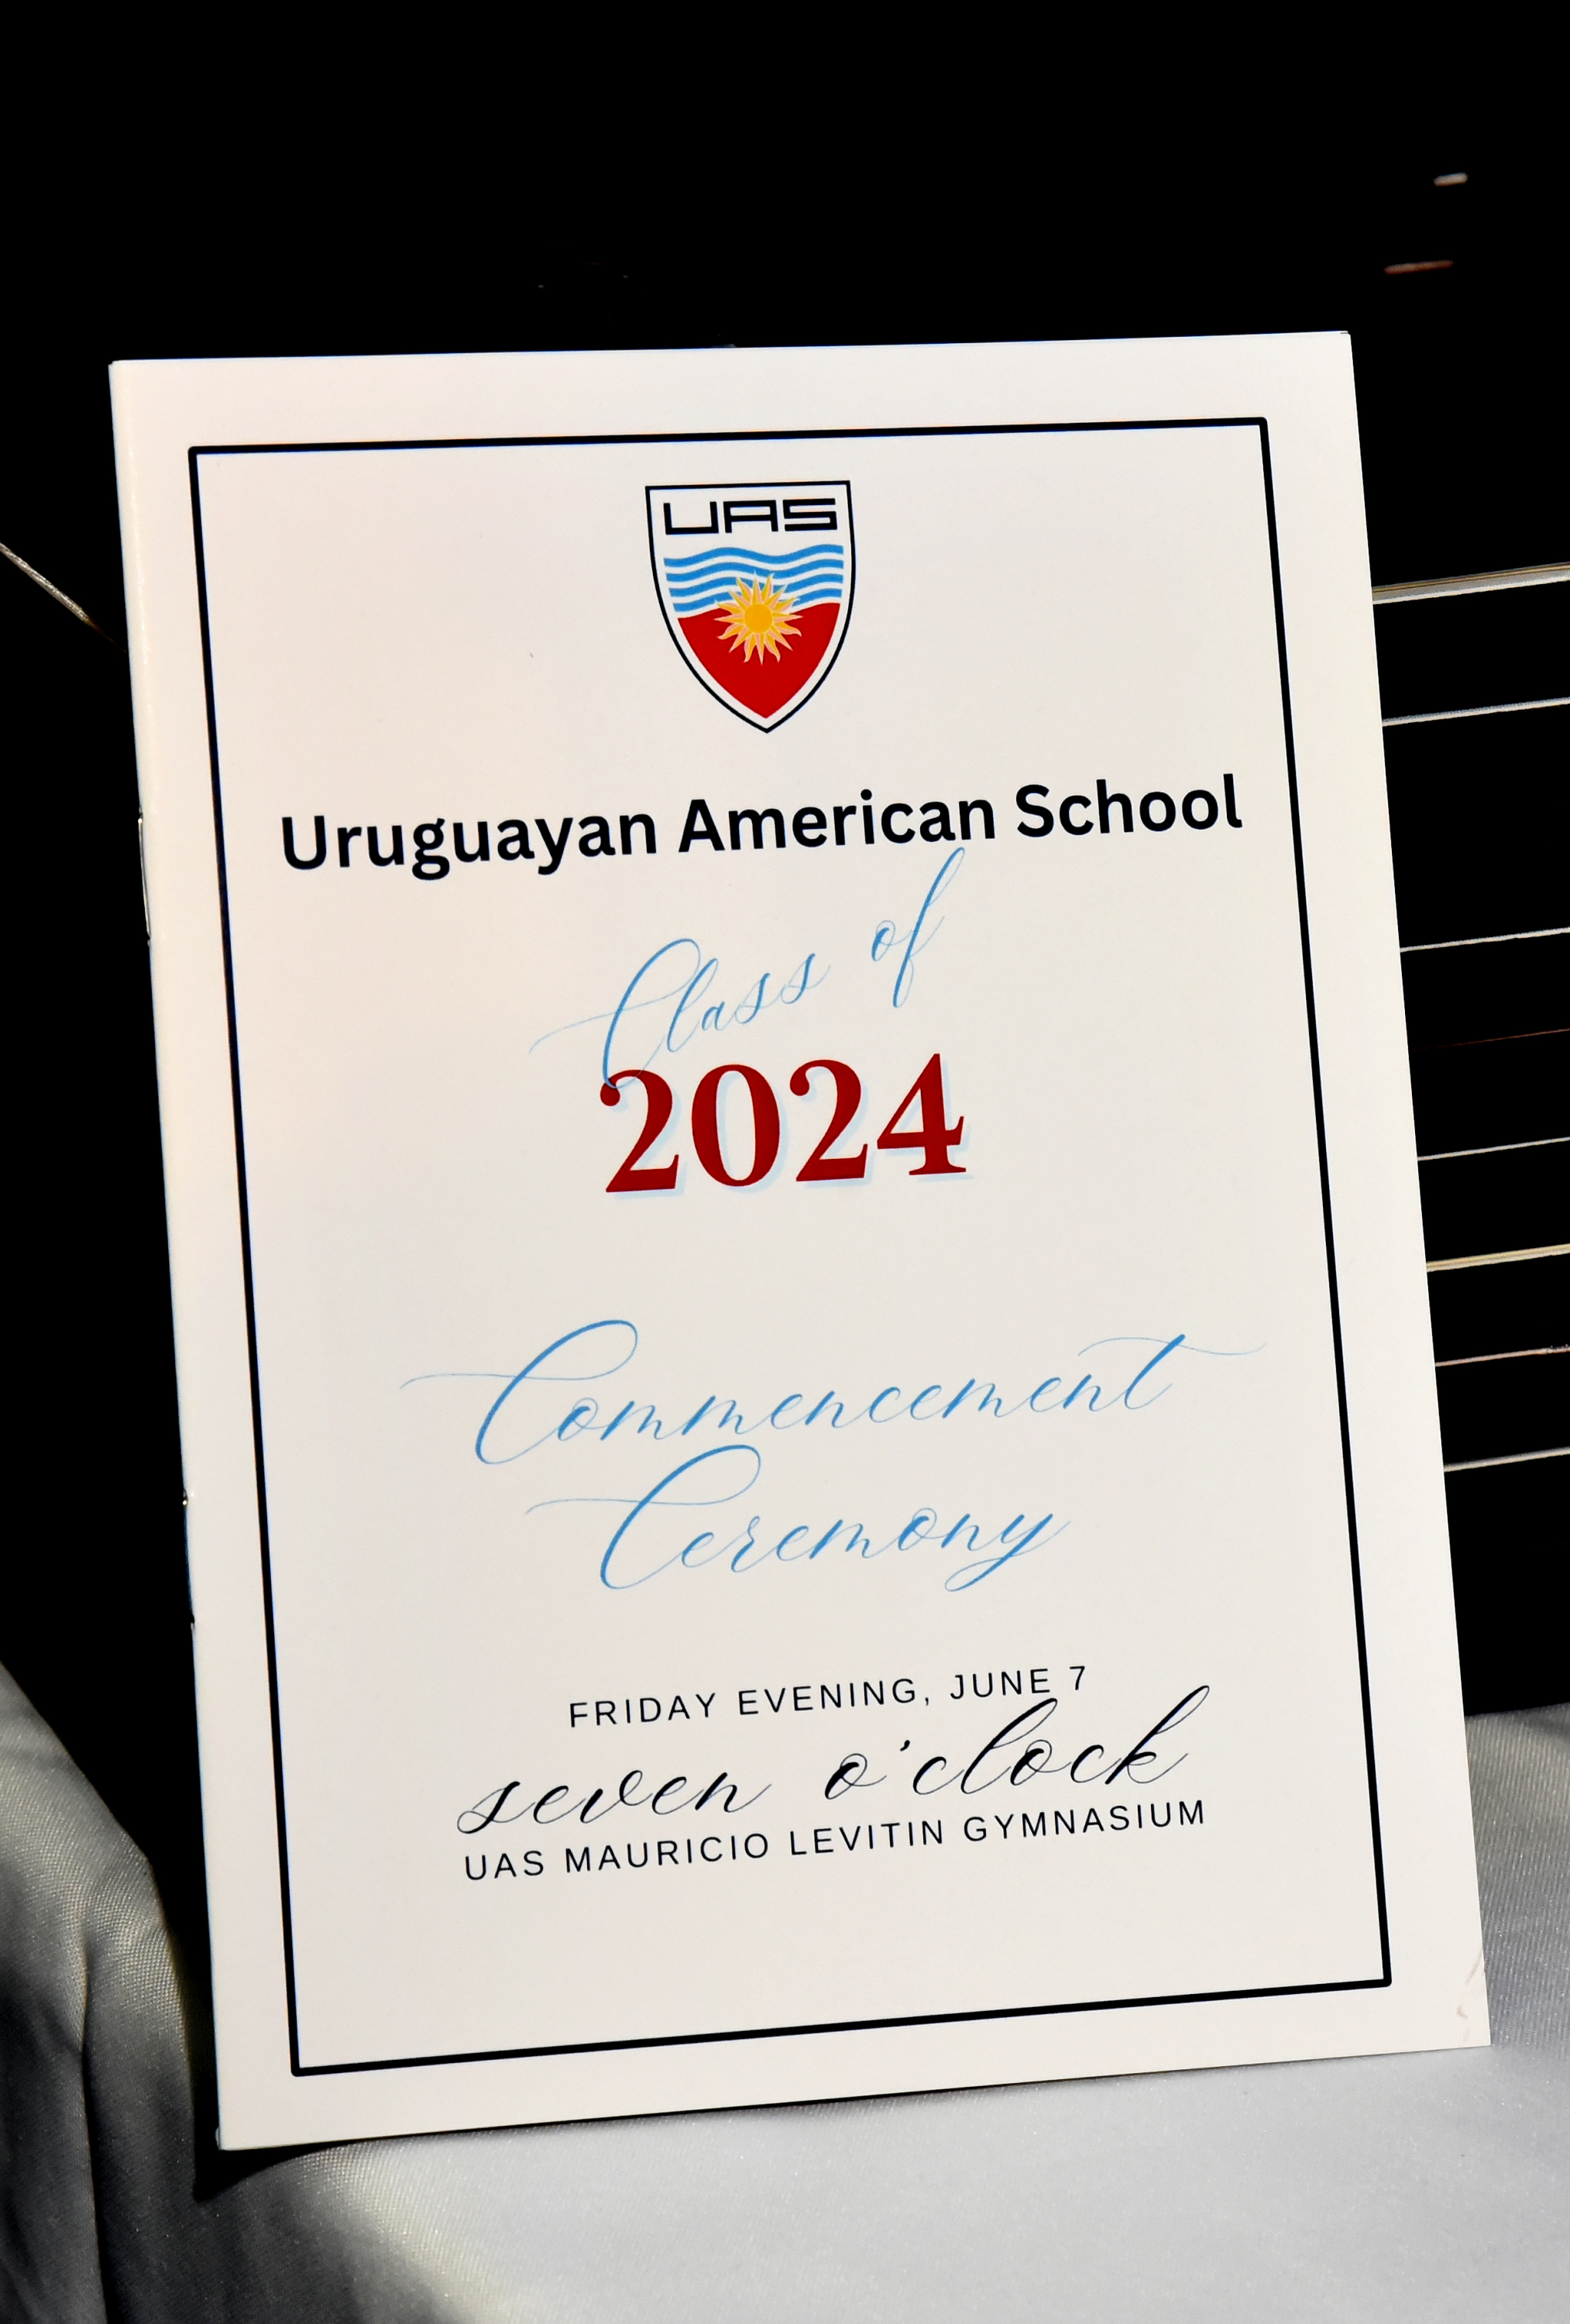 UAS
Uruguayan American School
Class of
2024
Commencement
Ceremony
FRIDAY EVENING, JUNE 7
seven o'clock
UAS MAURICIO LEVITIN GYMNASIUM